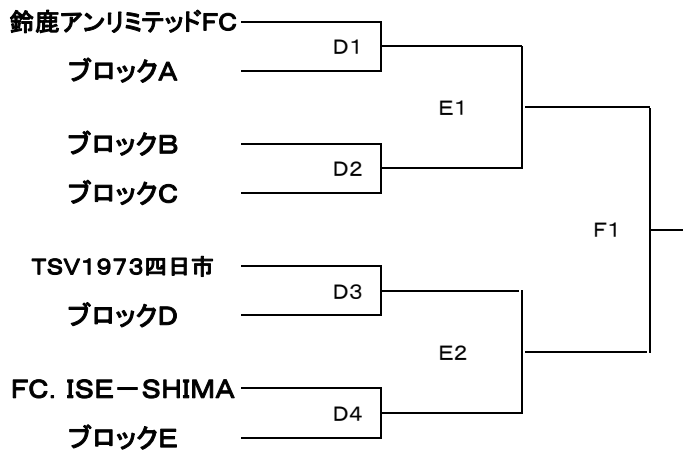 鈴鹿アンリミテッドFC
D1
ブロックA
E1
ブロックB
D2
ブロックC
F1
TSV1973四日市
D3
ブロックD
E2
FC. ISE－SHIMA
D4
ブロックE